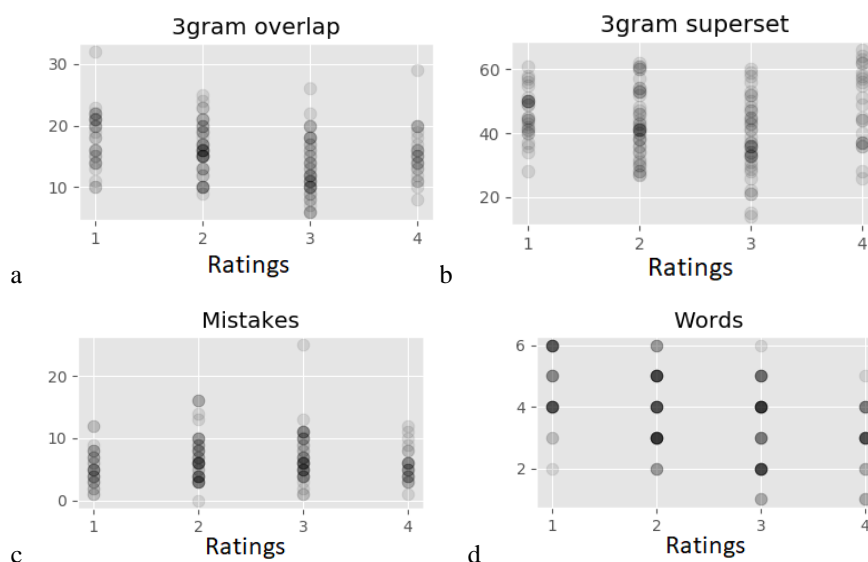 3gram overlap
30
20
10
1 2 3 4
Ratings
a
3gram superset
60
40
20
1 2 3 4
Ratings
b
Mistakes
20
10
0
1 2 3 4
Ratings
c
Words
6
4
2
1 2 3 4
Ratings
d